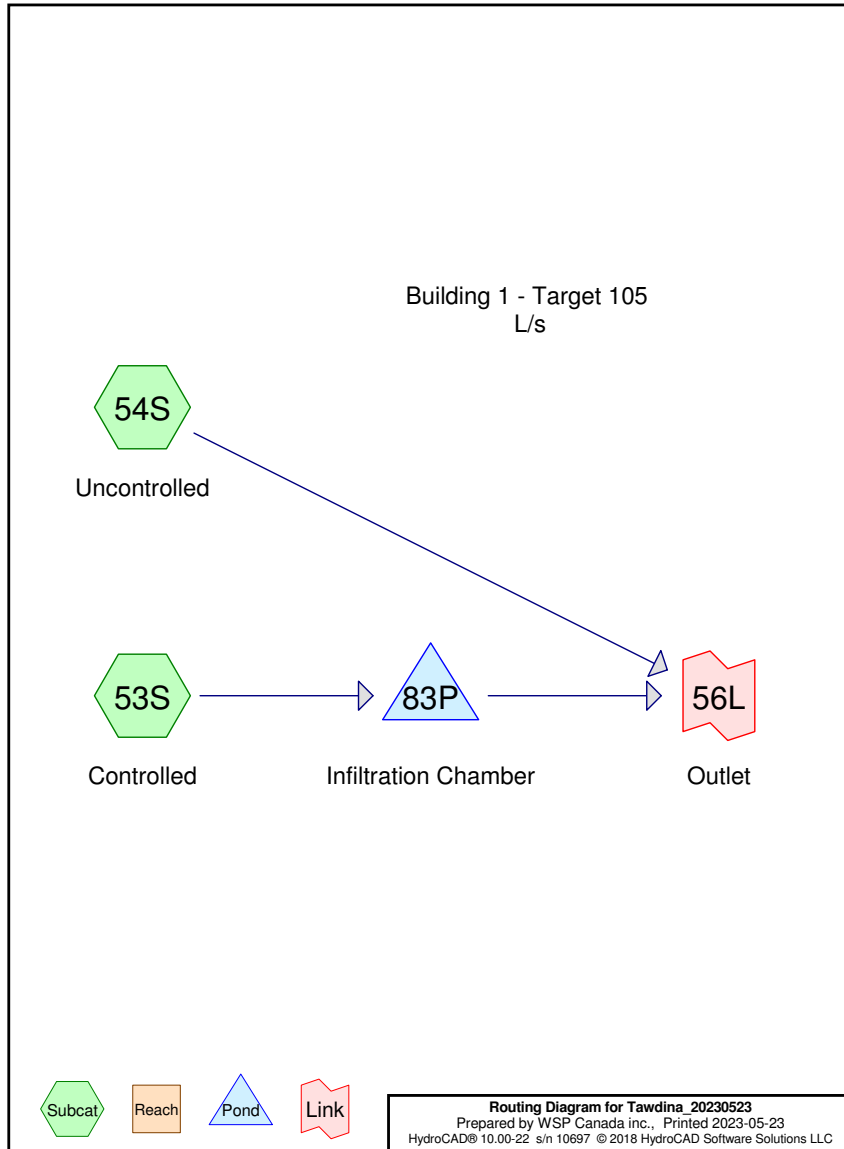 Building 1 - Target 105
L/s
54S
Uncontrolled
53S
83P
56L
Controlled
Infiltration Chamber
Outlet
Subcat
Reach
Pond
Link
Routing Diagram for Tawdina_20230523
Prepared by WSP Canada inc., Printed 2023-05-23
HydroCAD® 10.00-22 s/n 10697 © 2018 HydroCAD Software Solutions LLC